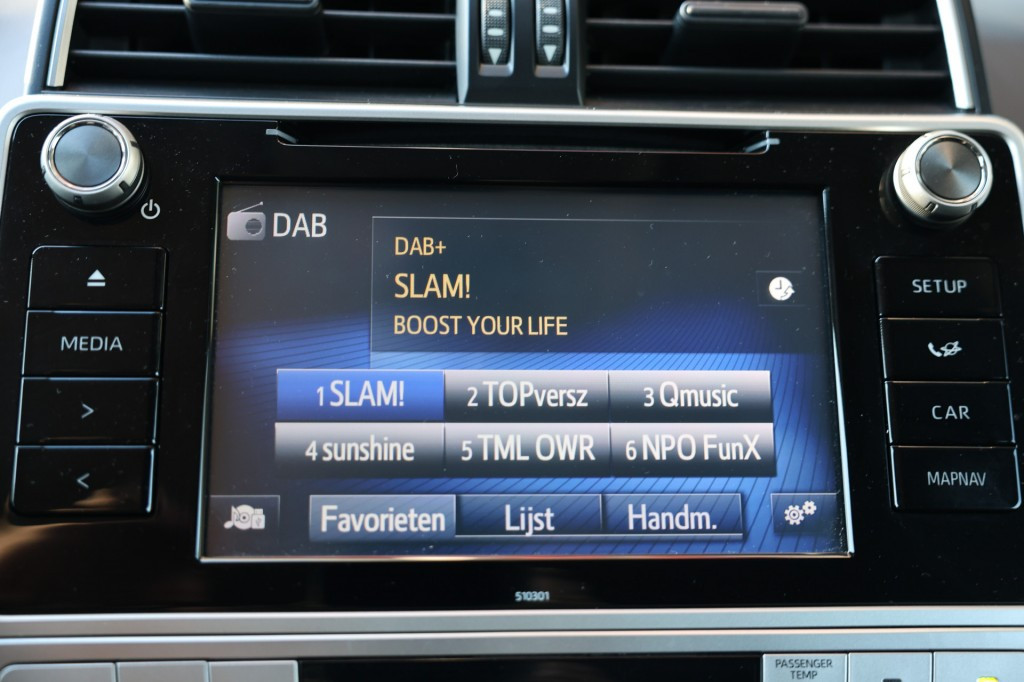 DAB
DAB+
SLAM!
BOOST YOUR LIFE
1 SLAM!
2 TOPversz
3 Qmusic
4 sunshine
5 TML OWR
6 NPO FunX
Favorieten
Lijst
Handm.
MEDIA
>
<
SETUP
CAR
MAPNAV
510301
PASSENGER
TEMP